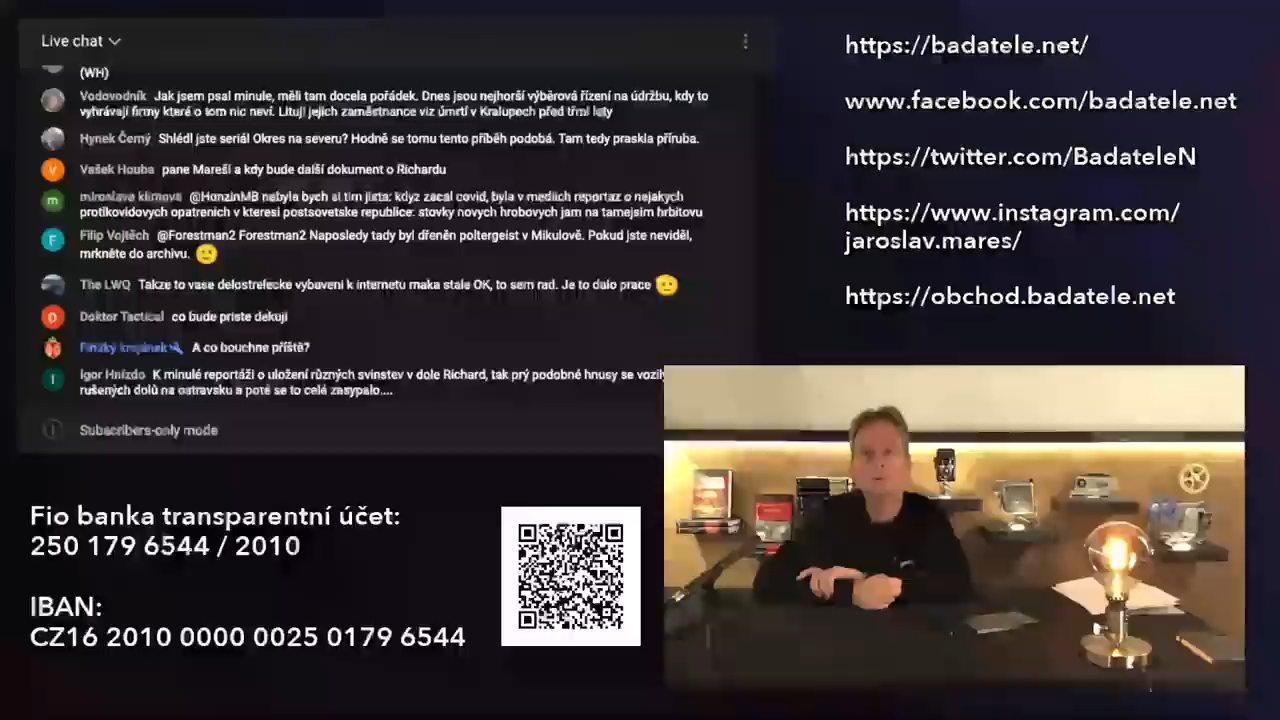 Live chat
(WH)
Vodovodník Jak jsem psal minule, měli tam docela pořádek. Dnes jsou nejhorší výběrová řízení na údržbu, kdy to
vyhrávají firmy které o tom nic neví. Lituji jejich zaměstnance viz úmrtí v Kralupech před třmi lety
Hynek Černý Shlédl jste seriál Okres na severu? Hodně se tomu tento příběh podobá. Tam tedy praskla příruba.
Vašek Houba pane Mareši a kdy bude další dokument o Richardu
miroslava klimova @HonzinMB nebyla bych si tim jista: kdyz zacal covid, byla v mediich reportaz o nejakych
protikovidovych opatrenich v kteresi postsovetske republice: stovky novych hrobovych jam na tamejsim hrbitovu
Filip Vojtěch @Forestman2 Forestman2 Naposledy tady byl dřeněn poltergeist v Mikulově. Pokud jste neviděl,
mrkněte do archivu.
The LWQ Takze to vase delostrelecke vybaveni k internetu maka stale OK, to sem rad. Je to dalo prace
Doktor Tactical co bude priste dekuji
A co bouchne příště?
Igor Hnízdo K minulé reportáži o uložení různých svinstev v dole Richard, tak prý podobné hnusy se vozily
rušených dolů na ostravsku a poté se to celé zasypalo....
Subscribers-only mode
https://badatele.net/
www.facebook.com/badatele.net
https://twitter.com/BadateleN
https://www.instagram.com/
jaroslav.mares/
https://obchod.badatele.net
Fio banka transparentní účet:
250 179 6544 / 2010
IBAN:
CZ16 2010 0000 0025 0179 6544